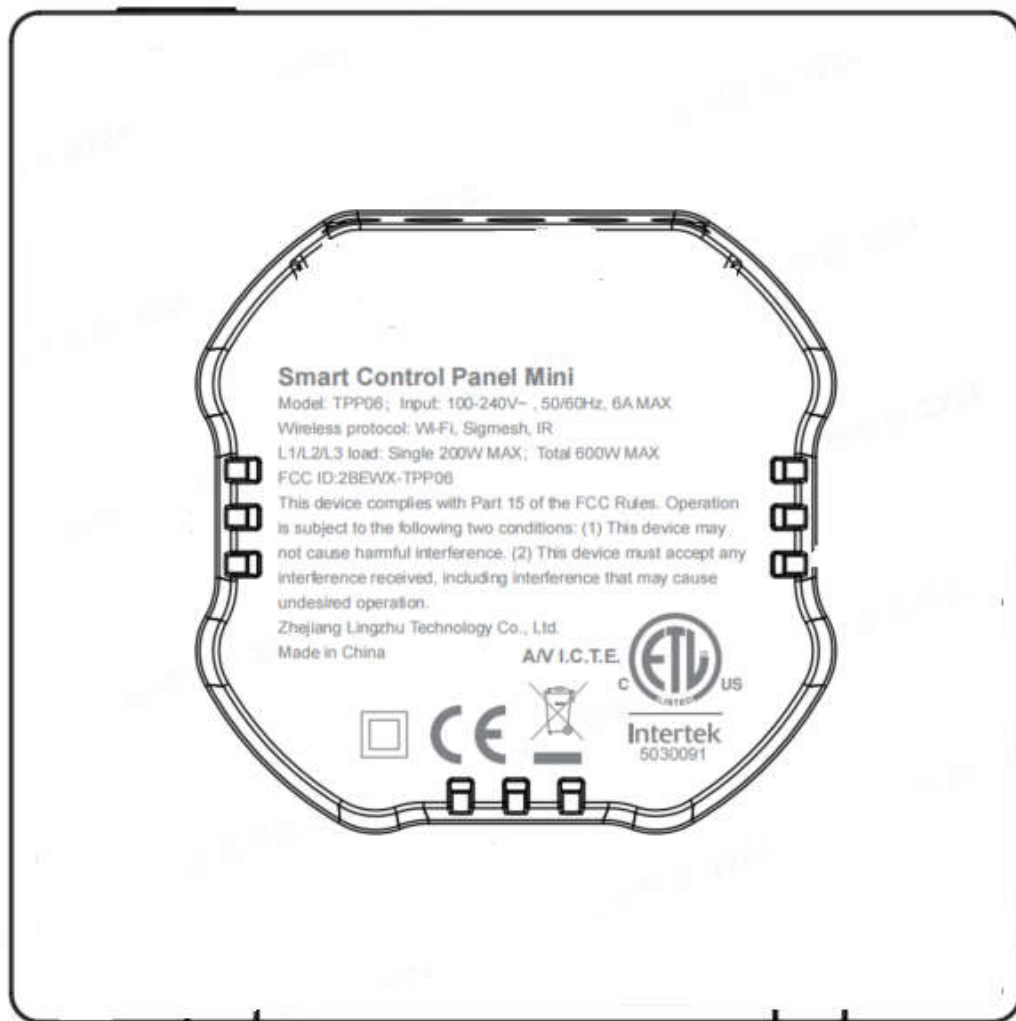 Smart Control Panel Mini
Model: TPP06; Input: 100-240V~ , 50/60Hz, 6A MAX
Wireless protocol: Wi-Fi, Sigmesh, IR
L1/L2/L3 load: Single 200W MAX; Total 600W MAX
FCC ID:2BEWX-TPP06
This device complies with Part 15 of the FCC Rules. Operation
is subject to the following two conditions: (1) This device may
not cause harmful interference. (2) This device must accept any
interference received, including interference that may cause
undesired operation.
Zhejiang Lingzhu Technology Co., Ltd.
Made in China
A/V I.C.T.E.
ETL
C US
LISTED
CE
Intertek
5030091